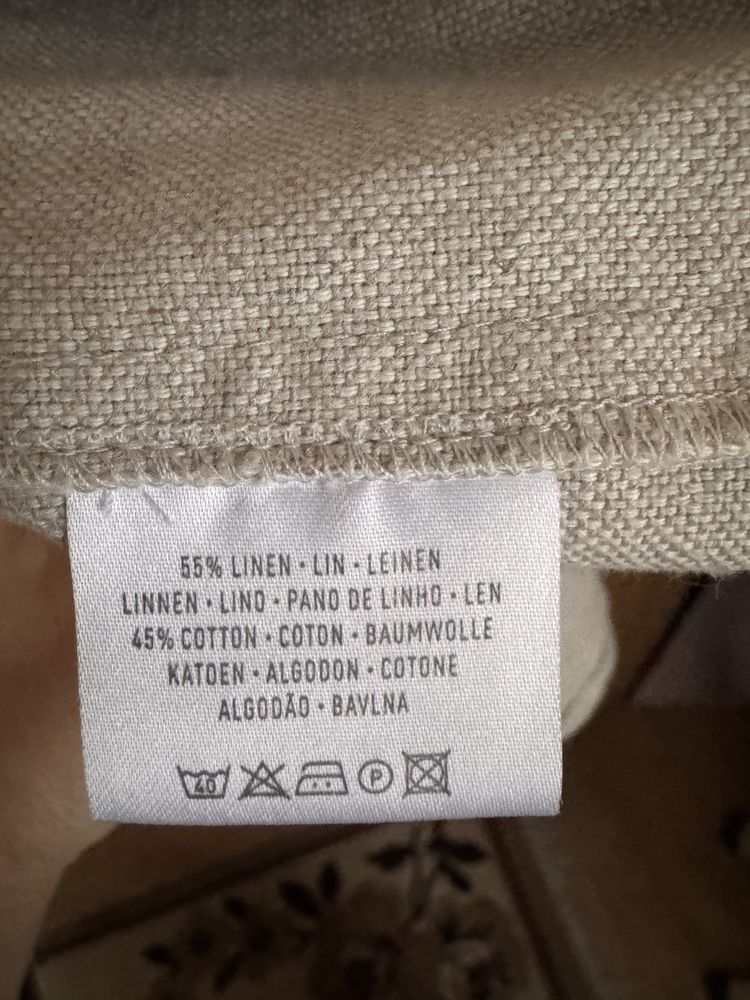 55% LINEN · LIN · LEINEN
LINNEN · LINO · PANO DE LINHO · LEN
45% COTTON · COTON · BAUMWOLLE
KATOEN · ALGODON · COTONE
ALGODÃO · BAVLNA
40 P